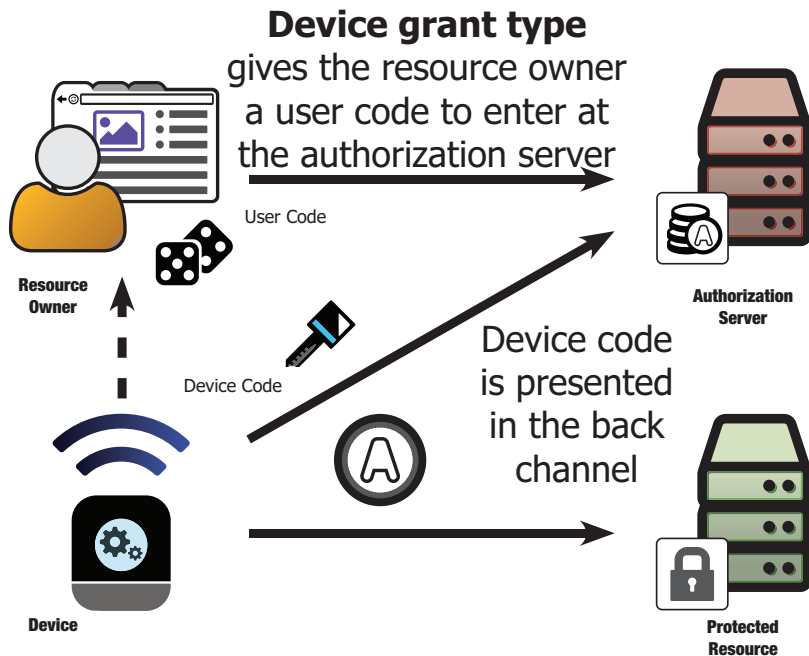 Device grant type
gives the resource owner
a user code to enter at
the authorization server
User Code
Resource
Owner
A
Authorization
Server
Device Code
Device code
is presented
in the back
channel
A
Device
Protected
Resource